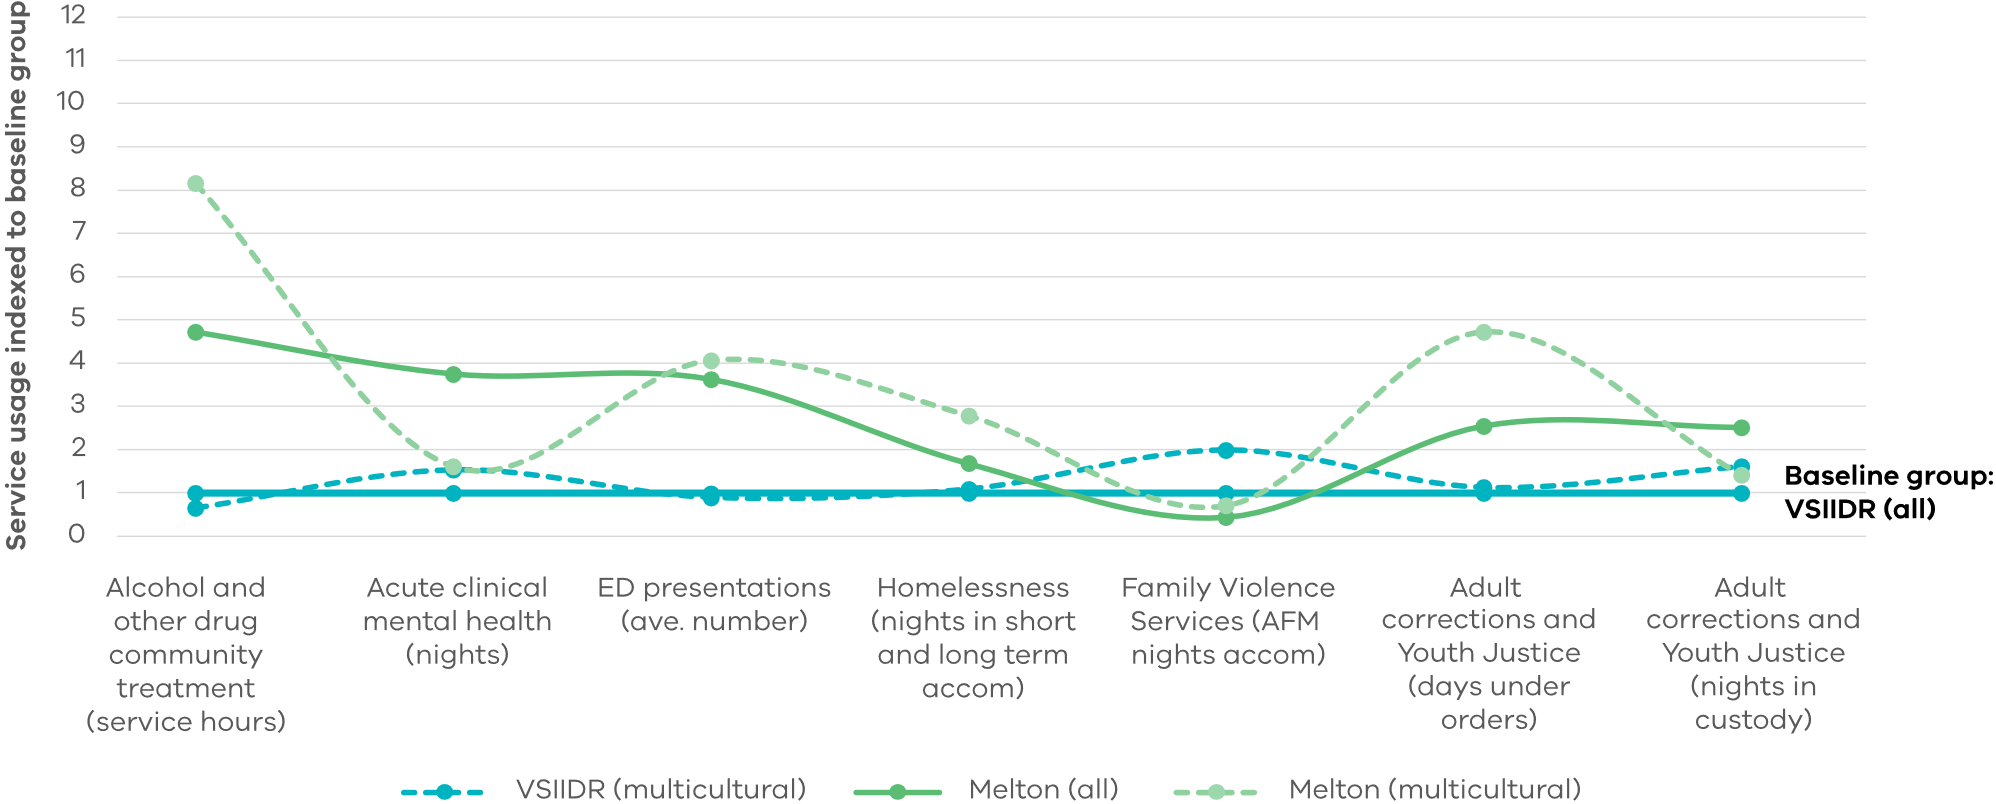 Service usage indexed to baseline group
12
11
10
9
8
7
6
5
4
3
2
1
0
Baseline group:
VSIIDR (all)
Alcohol and
other drug
community
treatment
(service hours)
Acute clinical
mental health
(nights)
ED presentations
(ave. number)
Homelessness
(nights in short
and long term
accom)
Family Violence
Services (AFM
nights accom)
Adult
corrections and
Youth Justice
(days under
orders)
Adult
corrections and
Youth Justice
(nights in
custody)
VSIIDR (multicultural)
Melton (all)
Melton (multicultural)